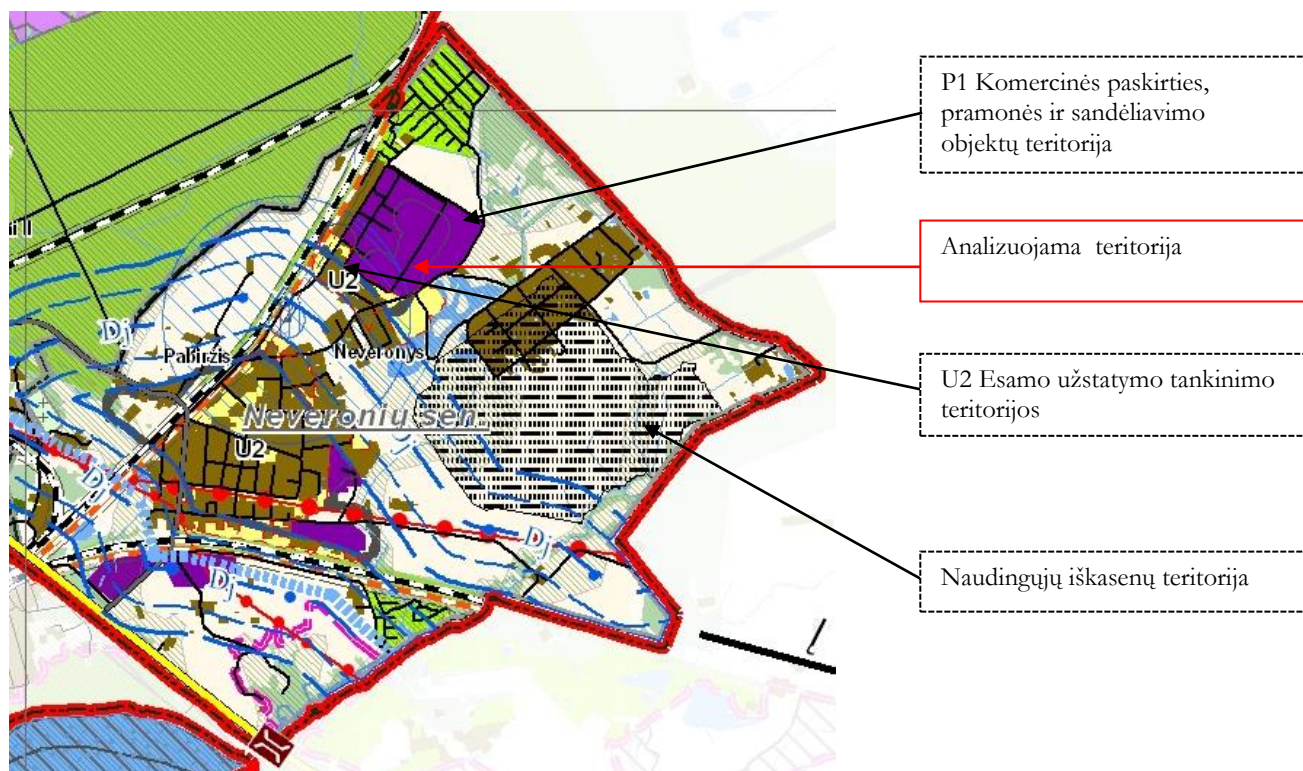 P1 Komercinės paskirties,
pramonės ir sandėliavimo
objektų teritorija
Analizuojama teritorija
U2 Esamo užstatymo tankinimo
teritorijos
Naudingųjų iškasenų teritorija
U2
Dj
Pabiržis
Neveronys
Neveronių sen.
U2
Dj
Dj
Dj